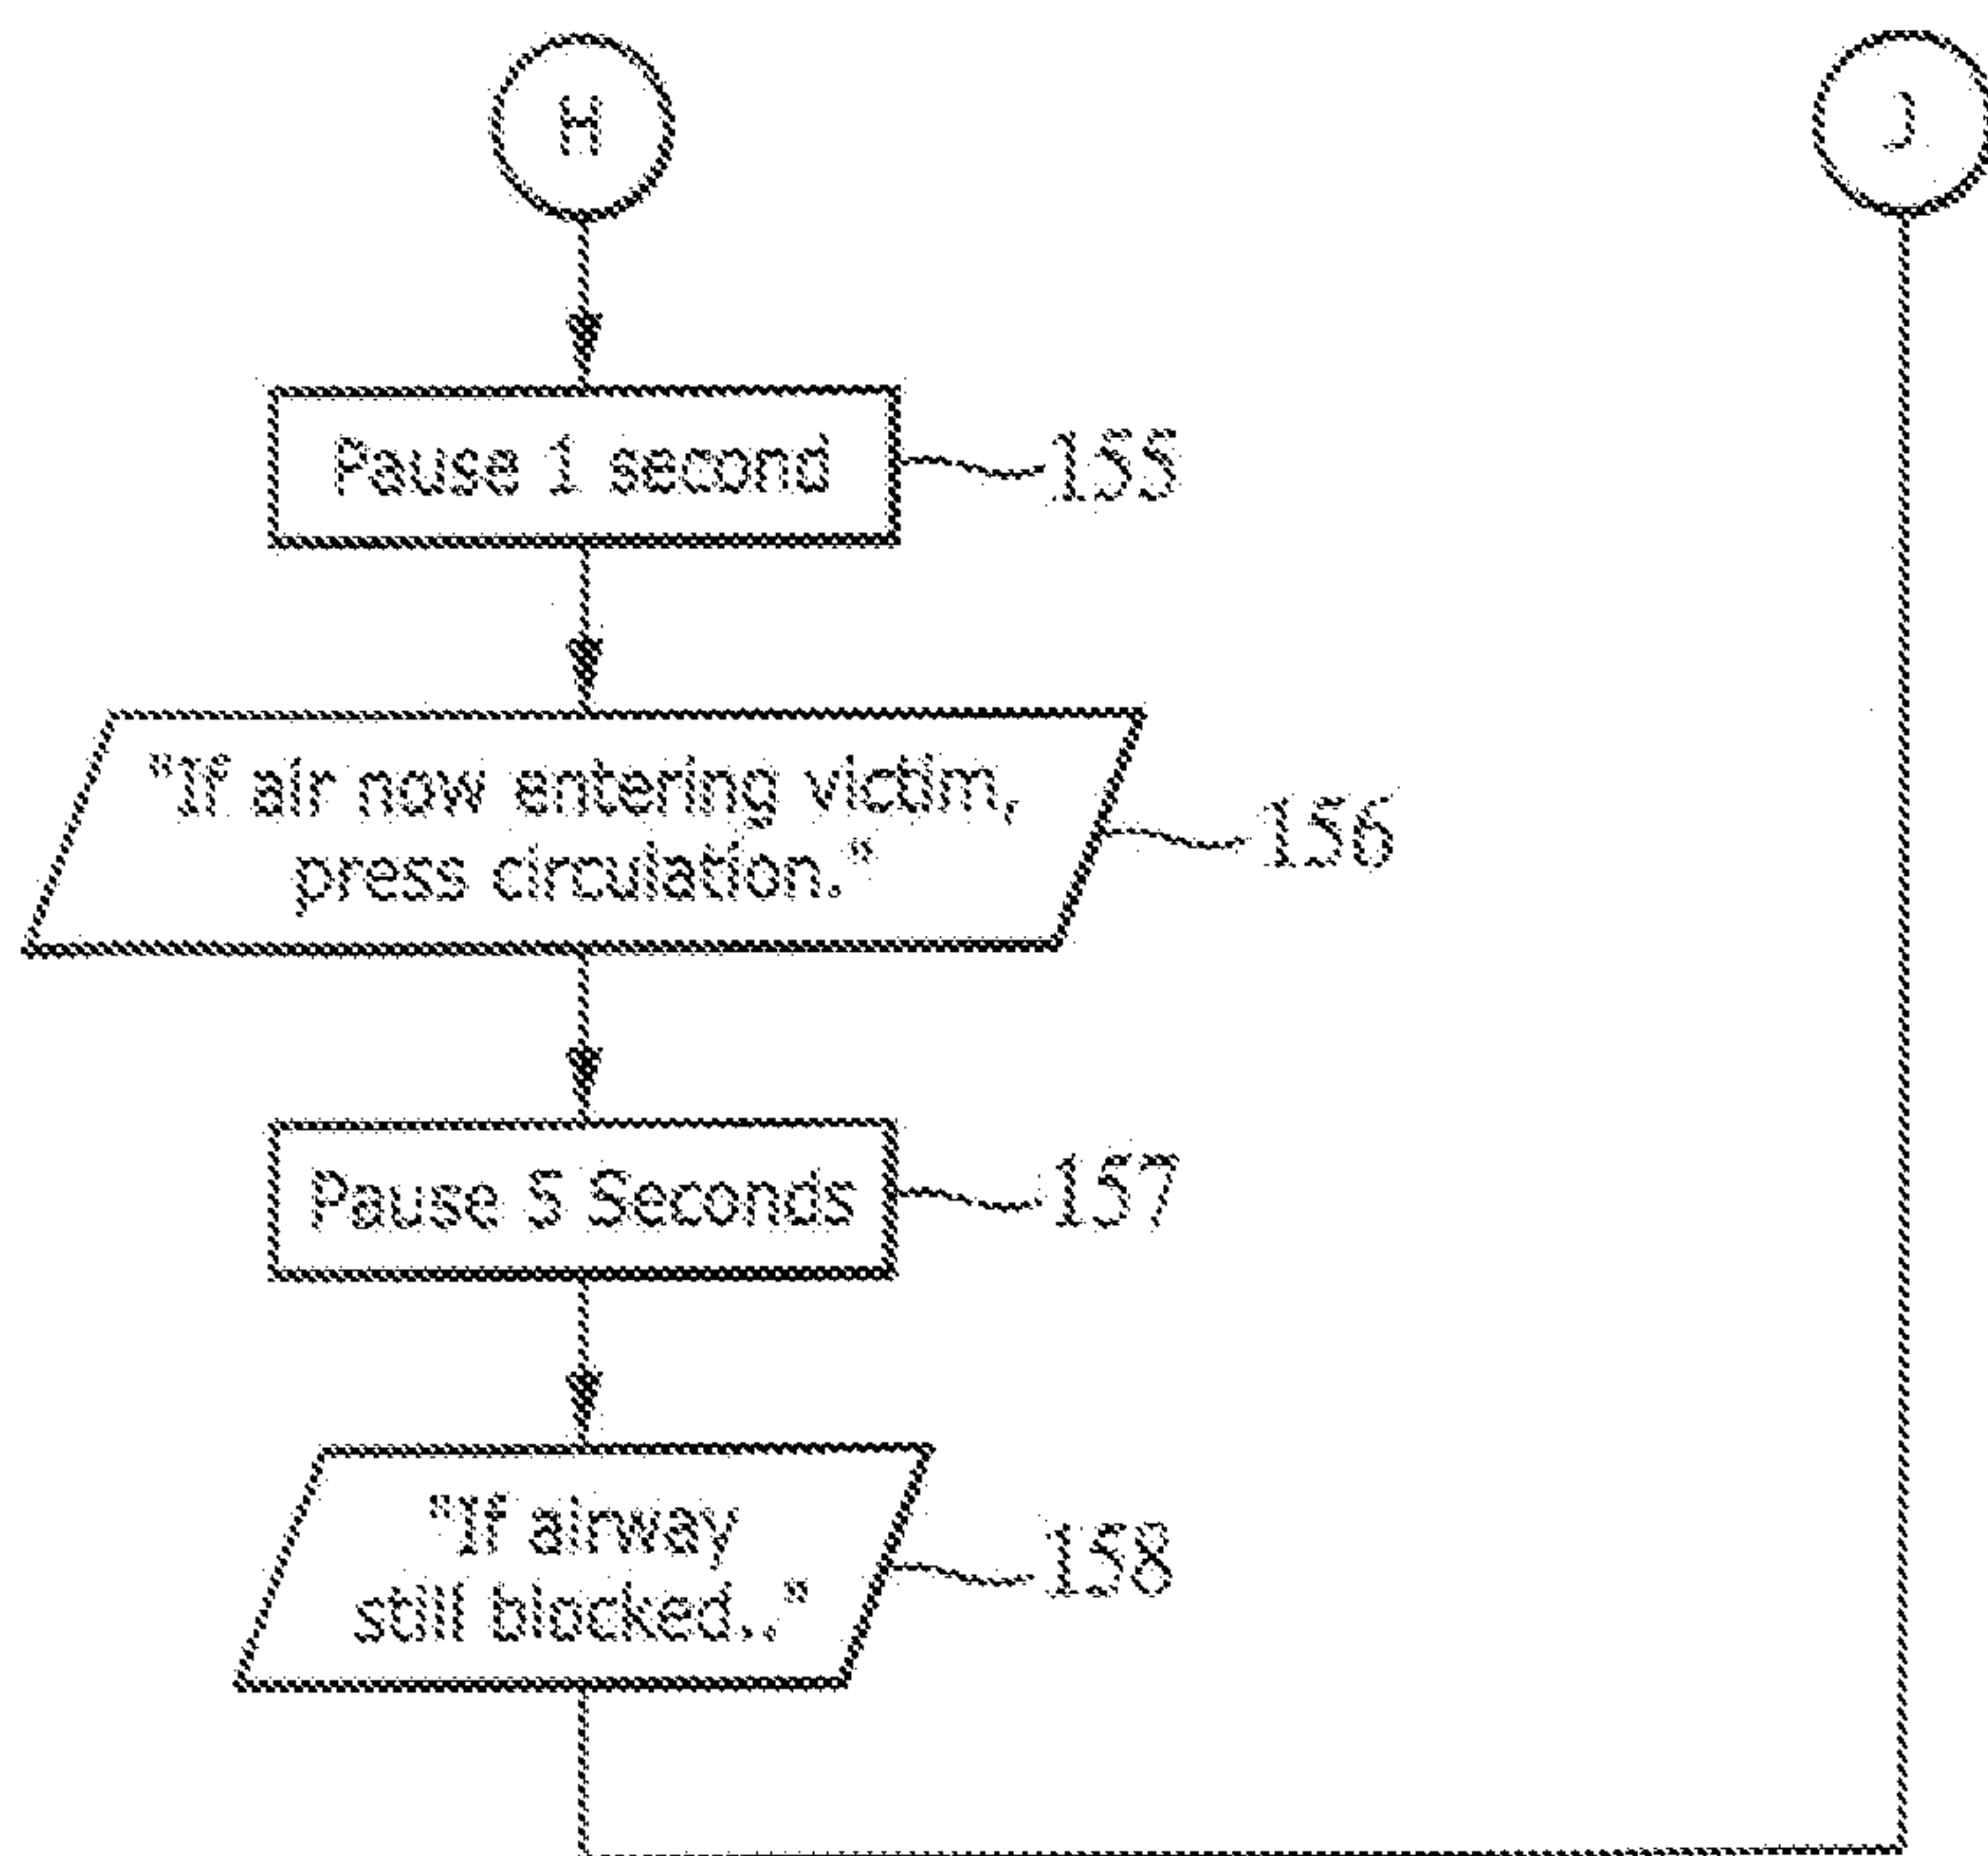 H
J
Pause 1 second
155
"If air now entering victim,
press circulation."
156
Pause 5 Seconds
157
"If airway
still blocked.."
158